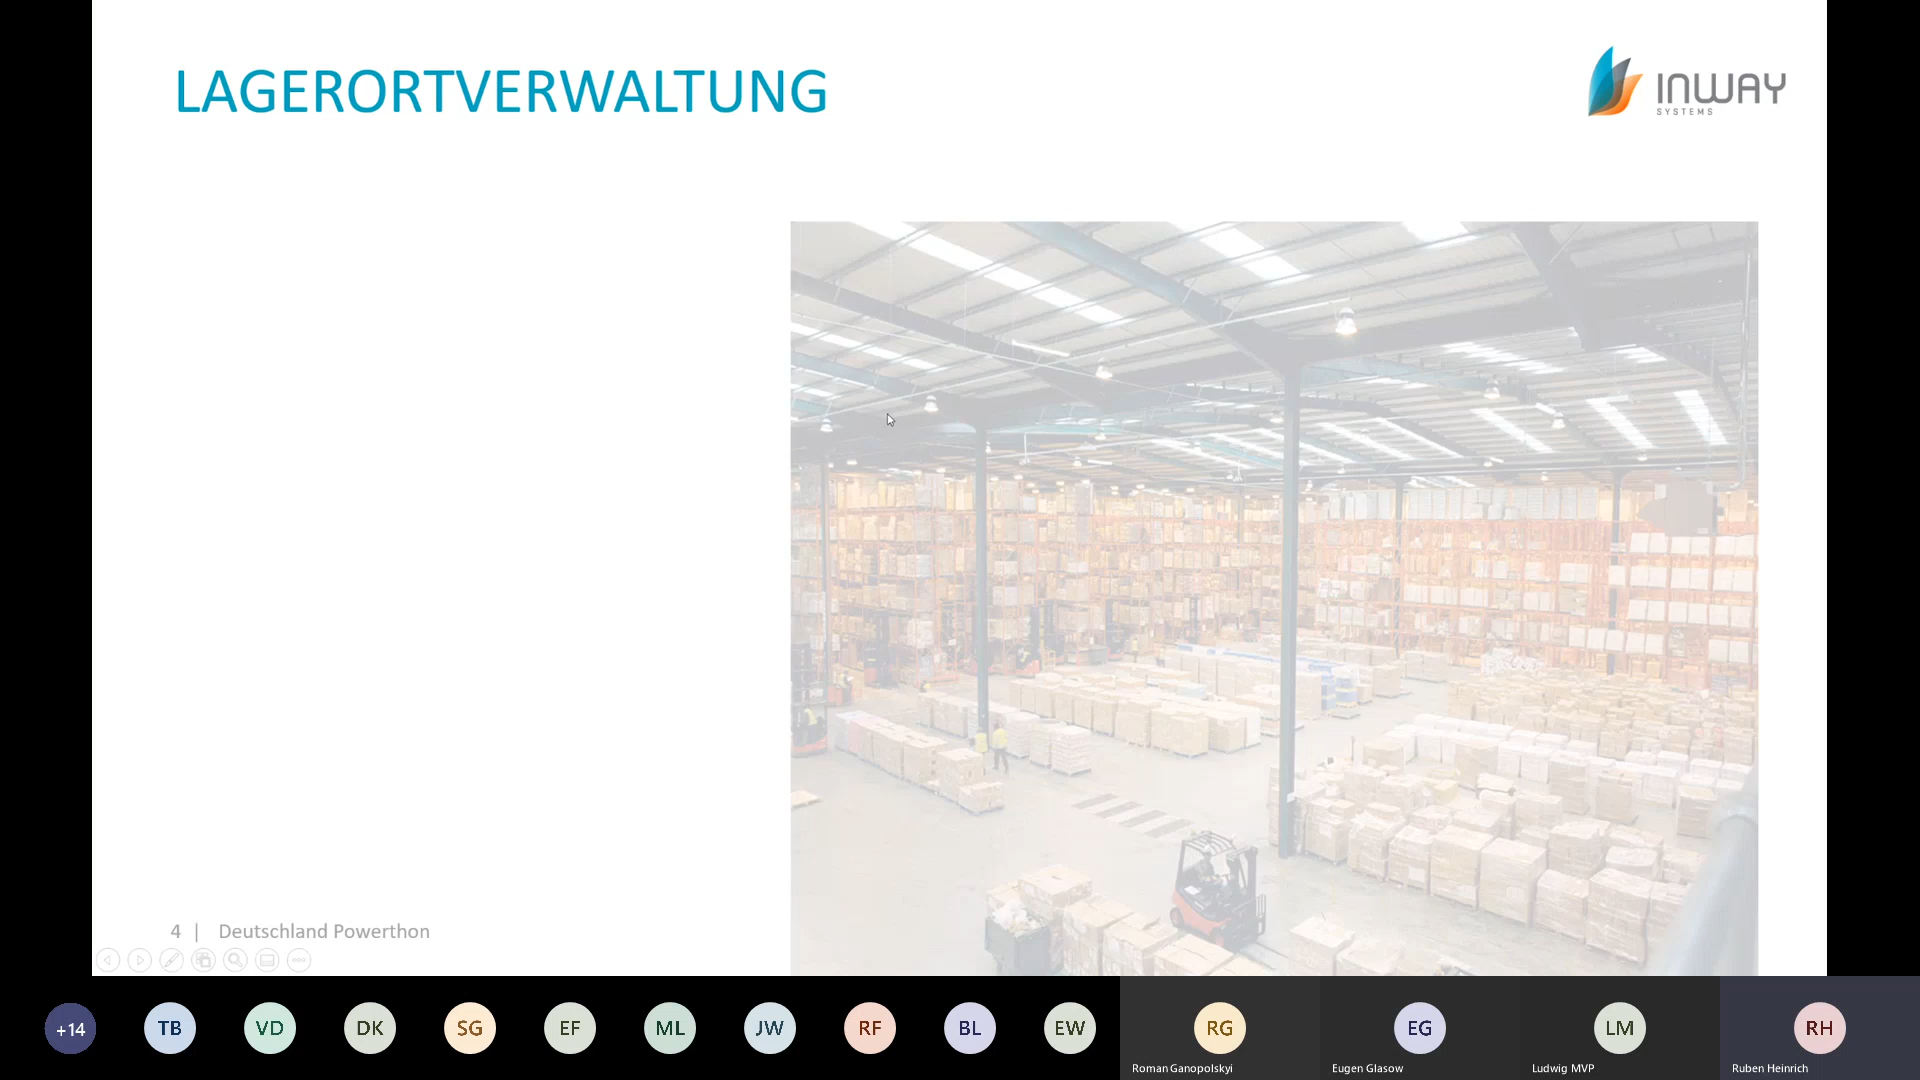 LAGERORTVERWALTUNG
INWAY
SYSTEMS
4 | Deutschland Powerthon
+14
TB
VD
DK
SG
EF
ML
JW
RF
BL
EW
RG
EG
LM
RH
Roman Ganopolskyi
Eugen Glasow
Ludwig MVP
Ruben Heinrich